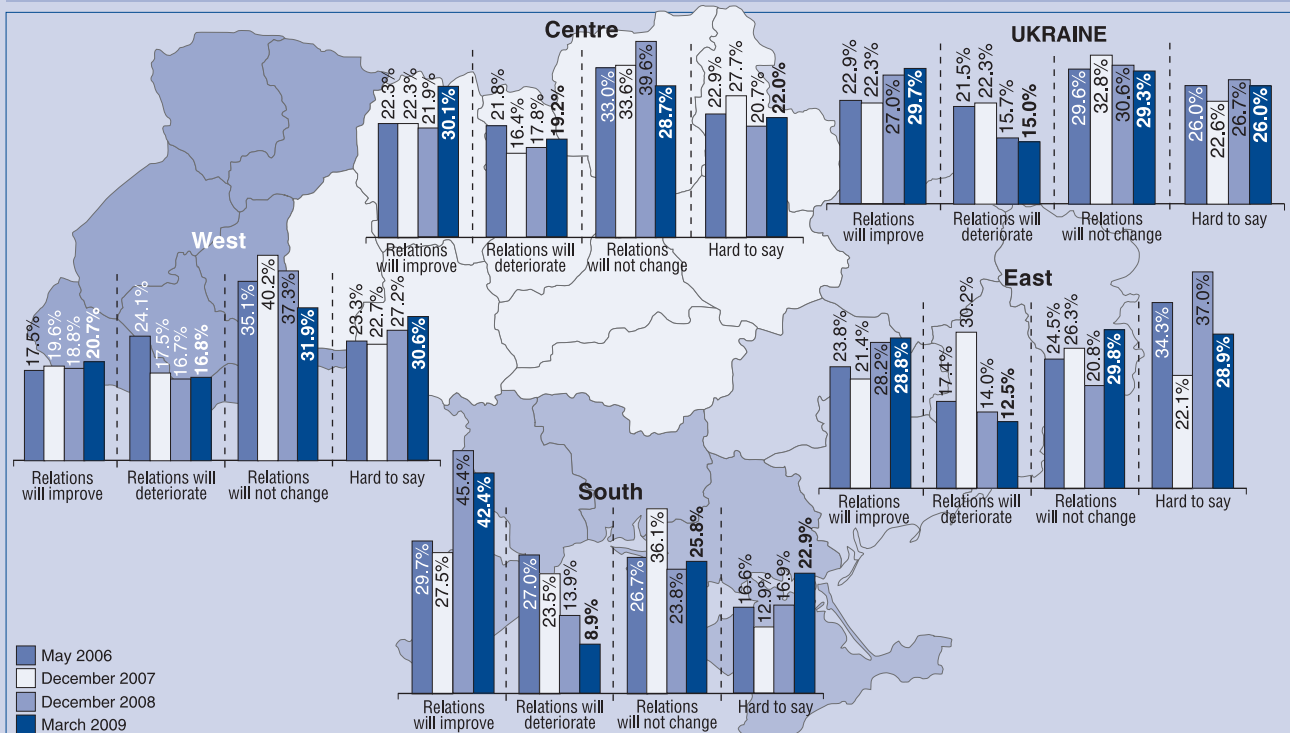 Centre
22.3%
22.3%
21.9%
30.1%
21.8%
16.4%
17.8%
19.2%
33.0%
33.6%
39.6%
28.7%
22.9%
27.7%
20.7%
22.0%
Relations
will improve
Relations will
deteriorate
Relations
will not change
Hard to say
UKRAINE
22.9%
22.3%
27.0%
29.7%
21.5%
22.3%
15.7%
15.0%
29.6%
32.8%
30.6%
29.3%
26.0%
22.6%
26.7%
26.0%
Relations
will improve
Relations will
deteriorate
Relations
will not change
Hard to say
West
17.5%
19.6%
18.8%
20.7%
24.1%
17.5%
16.7%
16.8%
35.1%
40.2%
37.3%
31.9%
23.3%
22.7%
27.2%
30.6%
Relations
will improve
Relations will
deteriorate
Relations
will not change
Hard to say
East
23.8%
21.4%
28.2%
28.8%
17.4%
30.2%
14.0%
12.5%
24.5%
26.3%
20.8%
29.8%
34.3%
22.1%
37.0%
28.9%
Relations
will improve
Relations will
deteriorate
Relations
will not change
Hard to say
South
29.7%
27.5%
45.4%
42.4%
27.0%
23.5%
13.9%
8.9%
26.7%
36.1%
23.8%
25.8%
16.6%
12.9%
16.9%
22.9%
Relations
will improve
Relations will
deteriorate
Relations
will not change
Hard to say
May 2006
December 2007
December 2008
March 2009